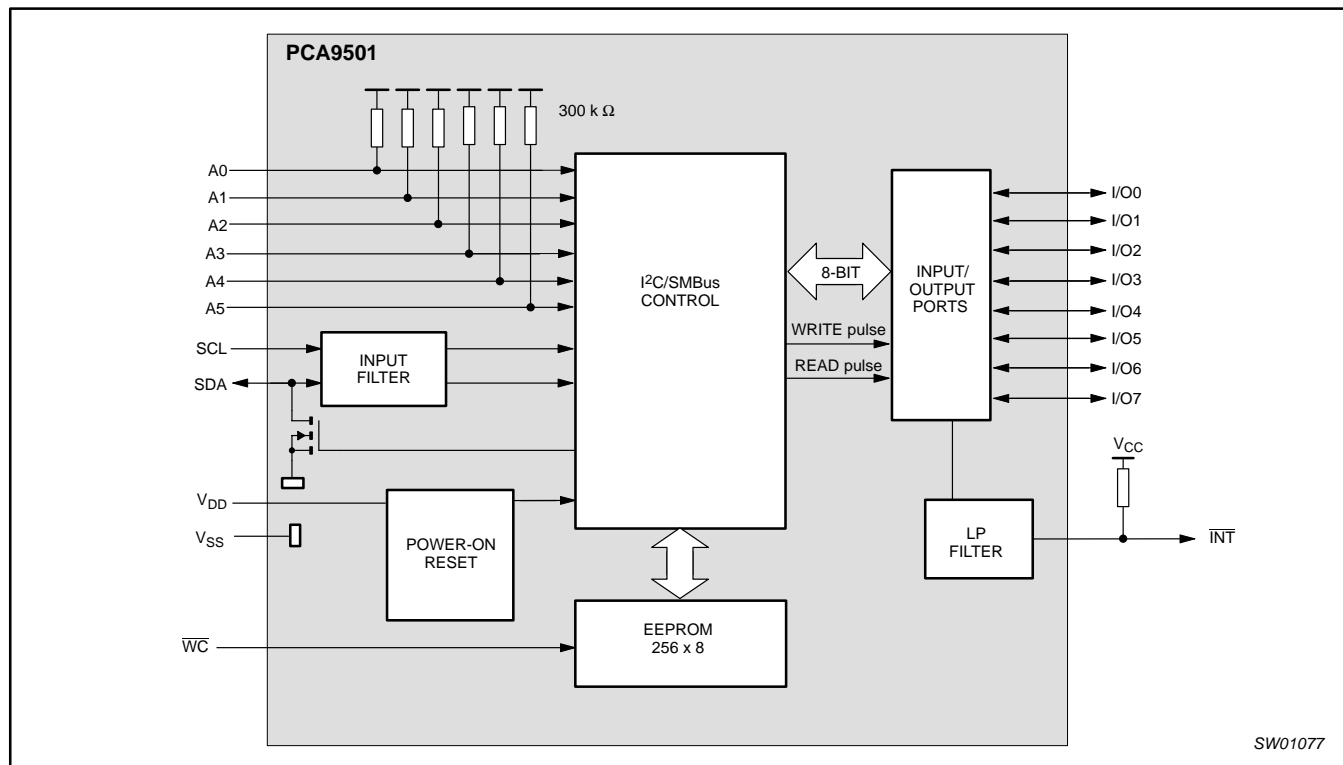 PCA9501
300 k Ω
A0
A1
A2
A3
A4
A5
SCL
SDA
VDD
VSS
WC
INPUT
FILTER
POWER-ON
RESET
I²C/SMBus
CONTROL
EEPROM
256 x 8
8-BIT
WRITE pulse
READ pulse
INPUT/
OUTPUT
PORTS
I/O0
I/O1
I/O2
I/O3
I/O4
I/O5
I/O6
I/O7
VCC
LP
FILTER
INT
SW01077